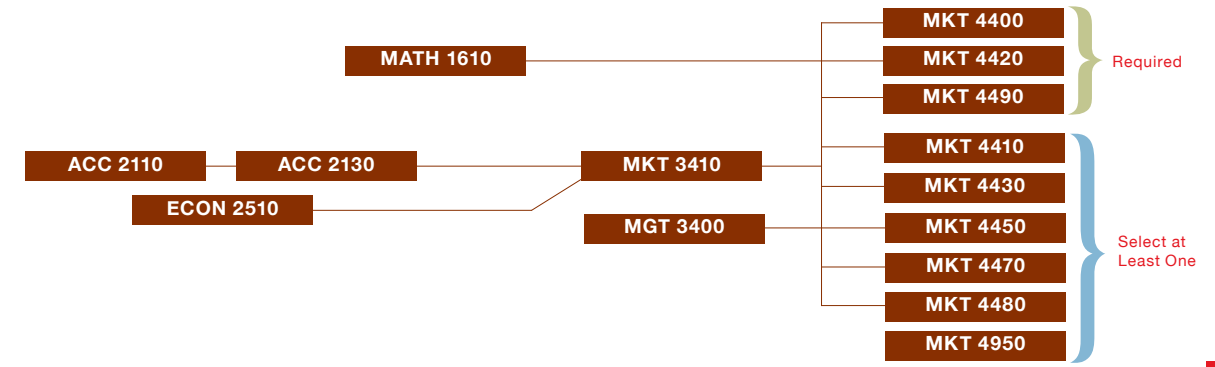 MKT 4400
MATH 1610
MKT 4420
Required
MKT 4490
ACC 2110
ACC 2130
MKT 3410
MKT 4410
MKT 4430
ECON 2510
MGT 3400
MKT 4450
Select at
Least One
MKT 4470
MKT 4480
MKT 4950